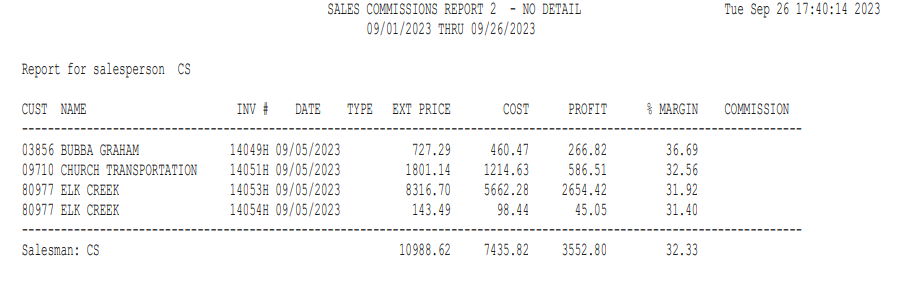 SALES COMMISSIONS REPORT 2  - NO DETAIL Tue Sep 26 17:40:14 2023
09/01/2023 THRU 09/26/2023
Report for salesperson  CS
CUST NAME INV # DATE TYPE EXT PRICE COST PROFIT % MARGIN COMMISSION
03856 BUBBA GRAHAM 14049H 09/05/2023 727.29 460.47 266.82 36.69
09710 CHURCH TRANSPORTATION 14051H 09/05/2023 1801.14 1214.63 586.51 32.56
80977 ELK CREEK 14053H 09/05/2023 8316.70 5662.28 2654.42 31.92
80977 ELK CREEK 14054H 09/05/2023 143.49 98.44 45.05 31.40
Salesman: CS 10988.62 7435.82 3552.80 32.33